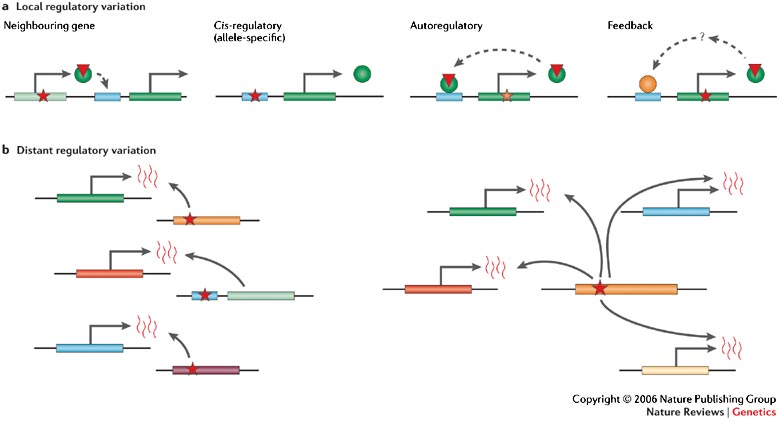 a Local regulatory variation
Neighbouring gene
Cis-regulatory
(allele-specific)
Autoregulatory
Feedback
?
b Distant regulatory variation
Copyright © 2006 Nature Publishing Group
Nature Reviews | Genetics